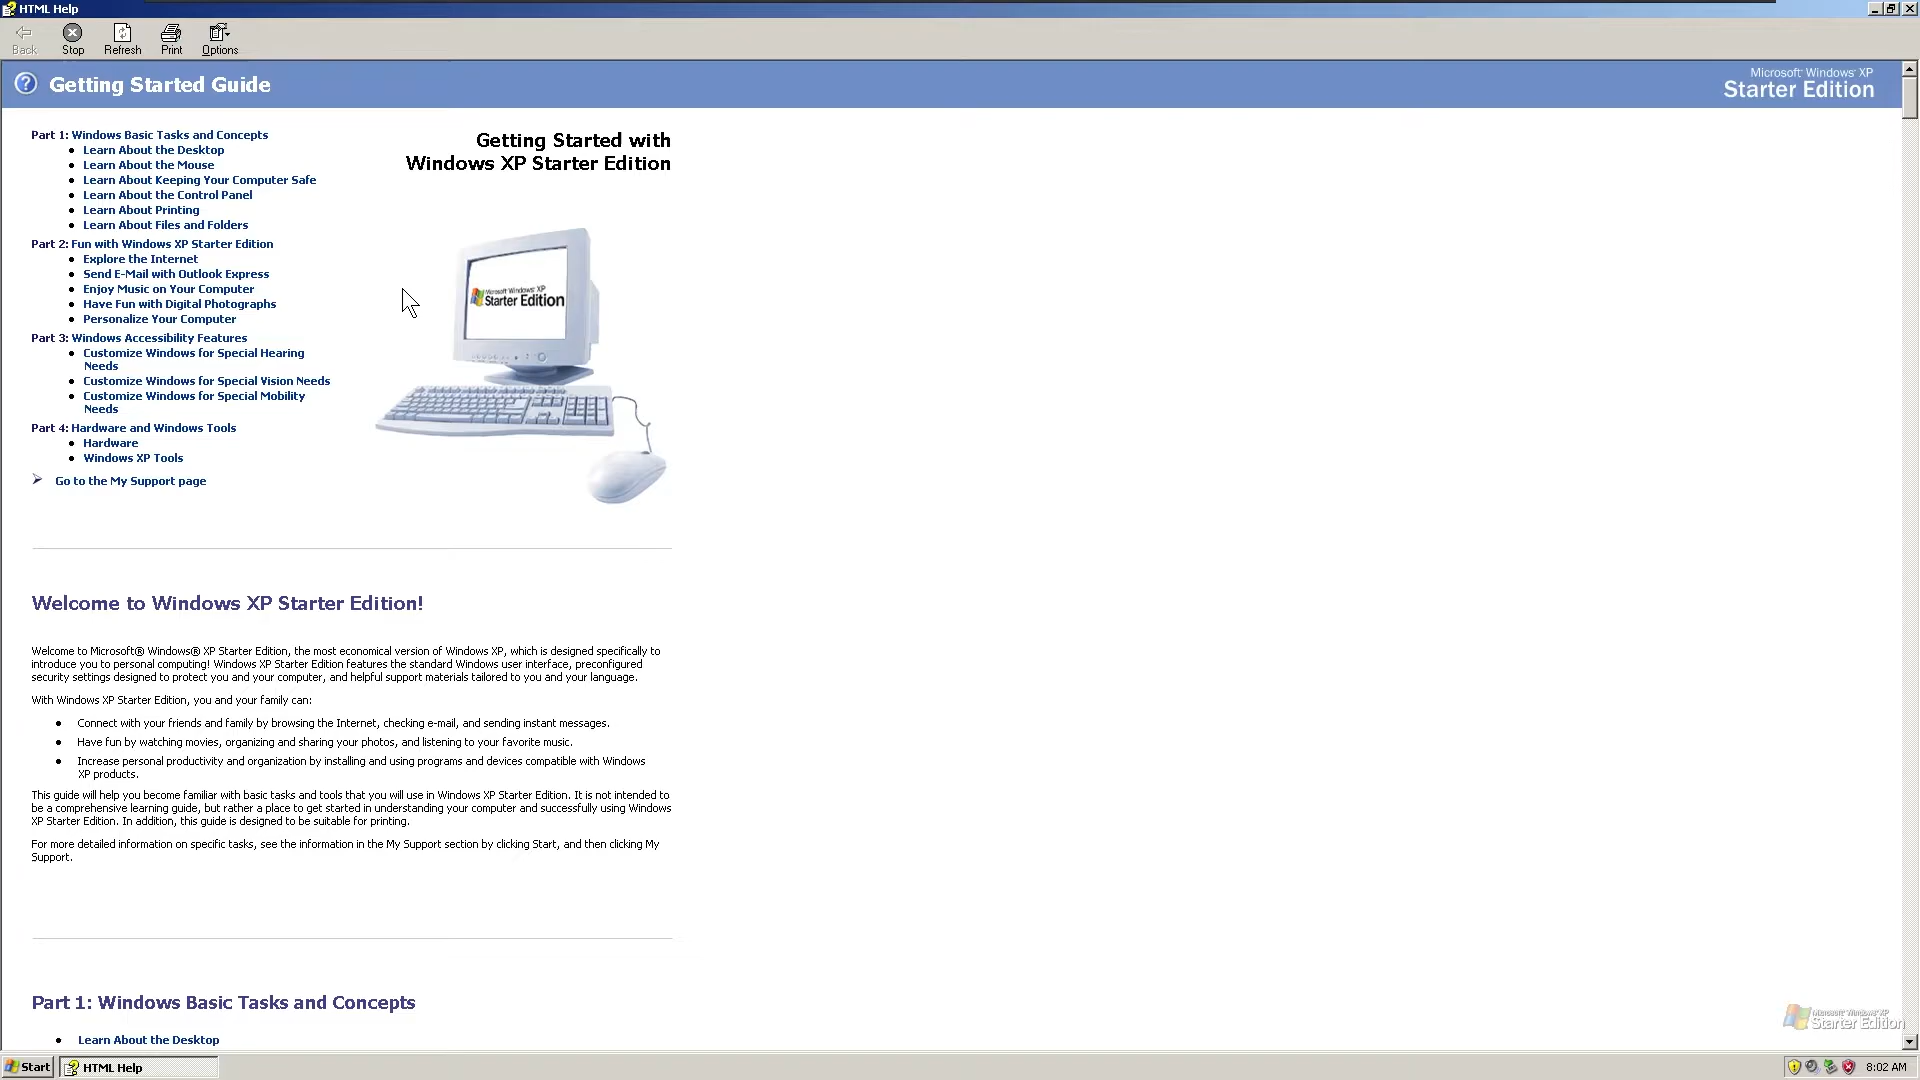 HTML Help
Back Stop Refresh Print Options
Getting Started Guide
Microsoft Windows XP
Starter Edition
Part 1: Windows Basic Tasks and Concepts
• Learn About the Desktop
• Learn About the Mouse
• Learn About Keeping Your Computer Safe
• Learn About the Control Panel
• Learn About Printing
• Learn About Files and Folders
Part 2: Fun with Windows XP Starter Edition
• Explore the Internet
• Send E-Mail with Outlook Express
• Enjoy Music on Your Computer
• Have Fun with Digital Photographs
• Personalize Your Computer
Part 3: Windows Accessibility Features
• Customize Windows for Special Hearing
Needs
• Customize Windows for Special Vision Needs
• Customize Windows for Special Mobility
Needs
Part 4: Hardware and Windows Tools
• Hardware
• Windows XP Tools
Go to the My Support page
Getting Started with
Windows XP Starter Edition
Microsoft Windows XP
Starter Edition
Welcome to Windows XP Starter Edition!
Welcome to Microsoft® Windows® XP Starter Edition, the most economical version of Windows XP, which is designed specifically to
introduce you to personal computing! Windows XP Starter Edition features the standard Windows user interface, preconfigured
security settings designed to protect you and your computer, and helpful support materials tailored to you and your language.
With Windows XP Starter Edition, you and your family can:
• Connect with your friends and family by browsing the Internet, checking e-mail, and sending instant messages.
• Have fun by watching movies, organizing and sharing your photos, and listening to your favorite music.
• Increase personal productivity and organization by installing and using programs and devices compatible with Windows
XP products.
This guide will help you become familiar with basic tasks and tools that you will use in Windows XP Starter Edition. It is not intended to
be a comprehensive learning guide, but rather a place to get started in understanding your computer and successfully using Windows
XP Starter Edition. In addition, this guide is designed to be suitable for printing.
For more detailed information on specific tasks, see the information in the My Support section by clicking Start, and then clicking My
Support.
Part 1: Windows Basic Tasks and Concepts
• Learn About the Desktop
Microsoft Windows XP
Starter Edition
Start HTML Help 8:02 AM